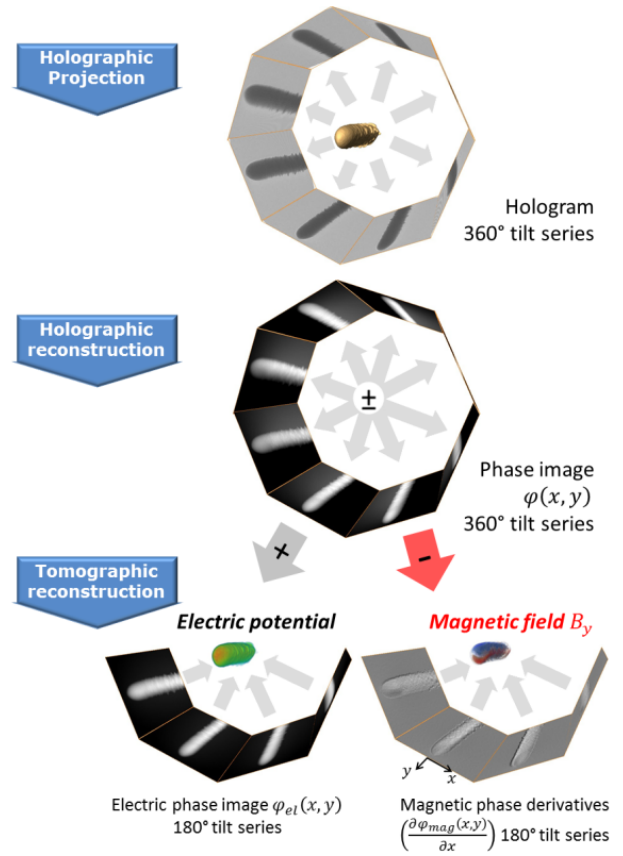 Holographic
Projection
Hologram
360° tilt series
Holographic
reconstruction
±
Phase image
φ(x, y)
360° tilt series
+
-
Tomographic
reconstruction
Electric potential
Magnetic field B_y
y
x
Electric phase image φ_el(x, y)
180° tilt series
Magnetic phase derivatives
(∂φ_mag(x,y)/∂x) 180° tilt series